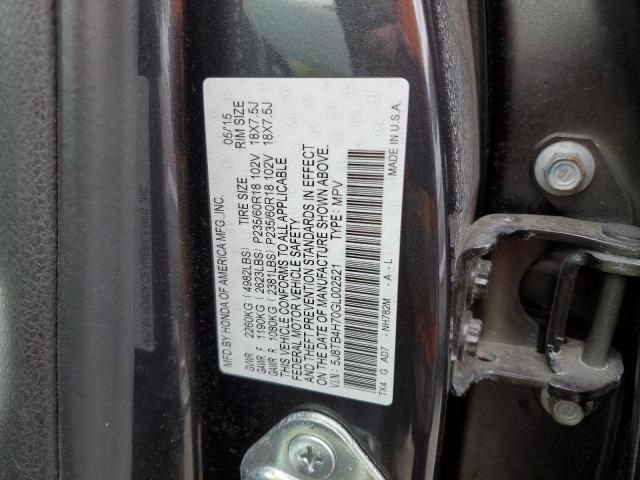 MFD.BY HONDA OF AMERICA MFG.,INC. 05/15
TIRE SIZE RIM SIZE
GVWR 2260KG (4982LBS)
GAWR F 1190KG (2623LBS) P235/60R18 102V 18X7.5J
GAWR R 1080KG (2381LBS) P235/60R18 102V 18X7.5J
THIS VEHICLE CONFORMS TO ALL APPLICABLE
FEDERAL MOTOR VEHICLE SAFETY
AND THEFT PREVENTION STANDARDS IN EFFECT
ON THE DATE OF MANUFACTURE SHOWN ABOVE.
V.I.N.: 5J8TB4H70GL002521 TYPE: MPV
TX4 G AD7 -NH782M -A-L MADE IN U.S.A.